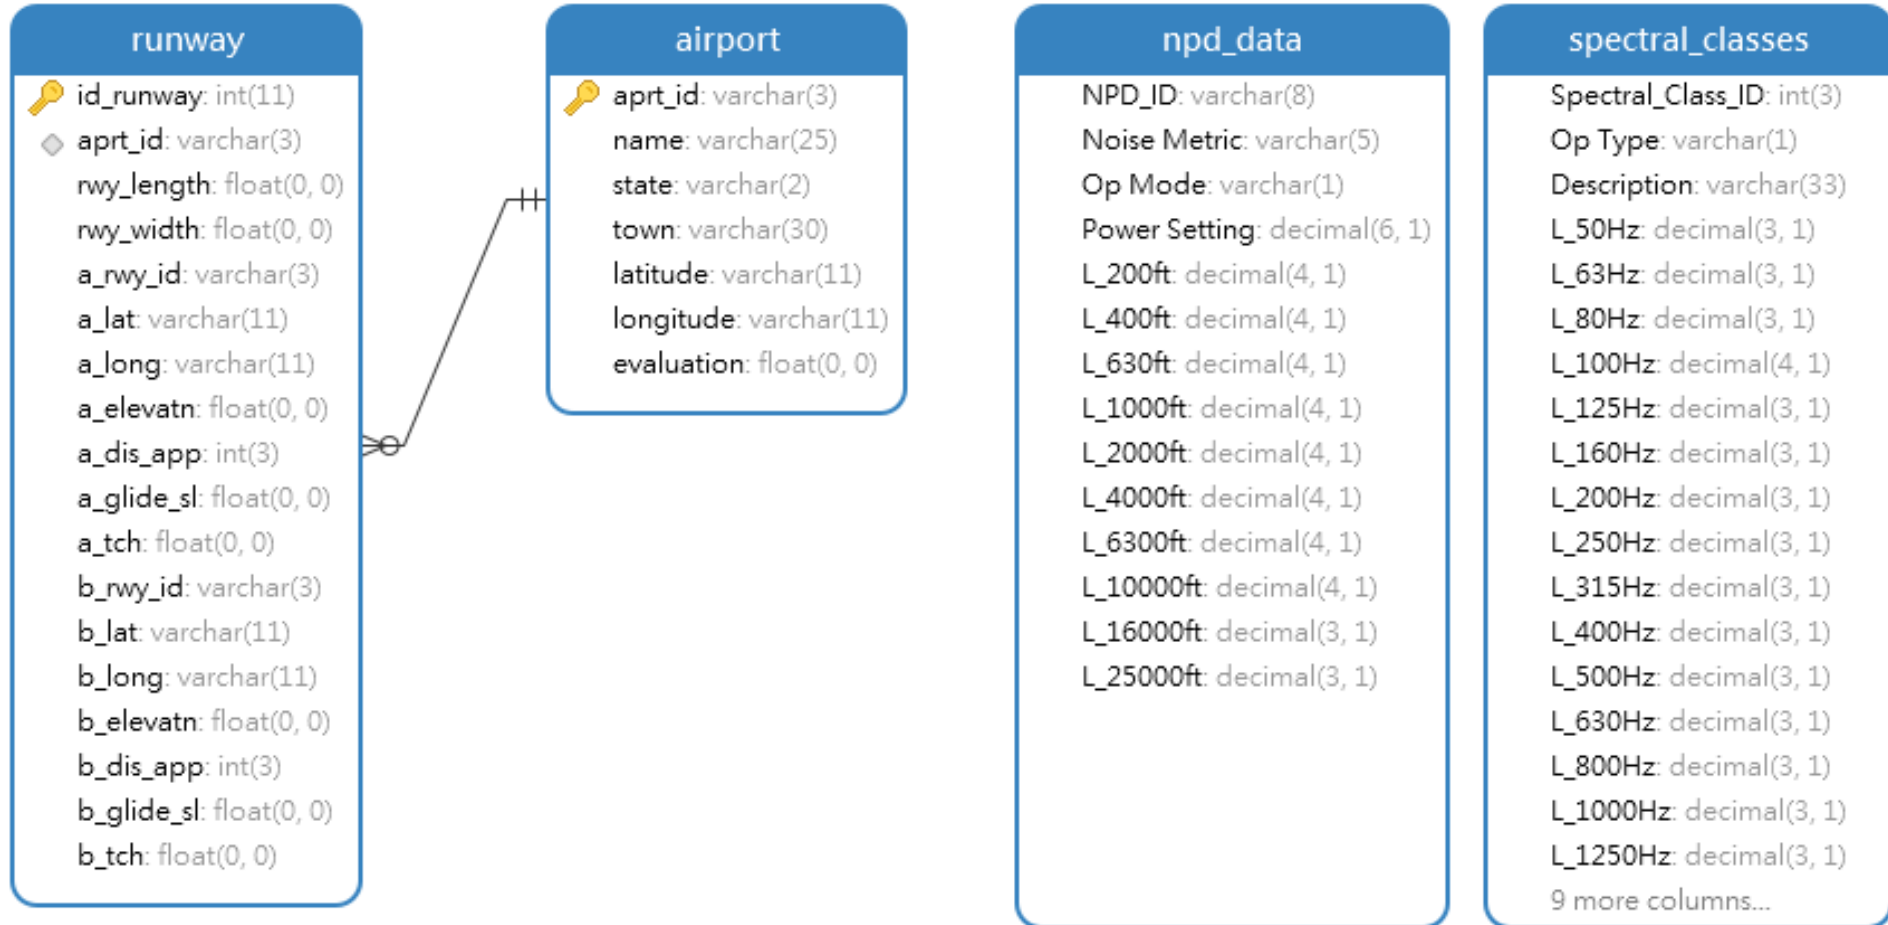 runway
id_runway: int(11)
aprt_id: varchar(3)
rwy_length: float(0, 0)
rwy_width: float(0, 0)
a_rwy_id: varchar(3)
a_lat: varchar(11)
a_long: varchar(11)
a_elevatn: float(0, 0)
a_dis_app: int(3)
a_glide_sl: float(0, 0)
a_tch: float(0, 0)
b_rwy_id: varchar(3)
b_lat: varchar(11)
b_long: varchar(11)
b_elevatn: float(0, 0)
b_dis_app: int(3)
b_glide_sl: float(0, 0)
b_tch: float(0, 0)
airport
aprt_id: varchar(3)
name: varchar(25)
state: varchar(2)
town: varchar(30)
latitude: varchar(11)
longitude: varchar(11)
evaluation: float(0, 0)
npd_data
NPD_ID: varchar(8)
Noise Metric: varchar(5)
Op Mode: varchar(1)
Power Setting: decimal(6, 1)
L_200ft: decimal(4, 1)
L_400ft: decimal(4, 1)
L_630ft: decimal(4, 1)
L_1000ft: decimal(4, 1)
L_2000ft: decimal(4, 1)
L_4000ft: decimal(4, 1)
L_6300ft: decimal(4, 1)
L_10000ft: decimal(4, 1)
L_16000ft: decimal(3, 1)
L_25000ft: decimal(3, 1)
spectral_classes
Spectral_Class_ID: int(3)
Op Type: varchar(1)
Description: varchar(33)
L_50Hz: decimal(3, 1)
L_63Hz: decimal(3, 1)
L_80Hz: decimal(3, 1)
L_100Hz: decimal(4, 1)
L_125Hz: decimal(3, 1)
L_160Hz: decimal(3, 1)
L_200Hz: decimal(3, 1)
L_250Hz: decimal(3, 1)
L_315Hz: decimal(3, 1)
L_400Hz: decimal(3, 1)
L_500Hz: decimal(3, 1)
L_630Hz: decimal(3, 1)
L_800Hz: decimal(3, 1)
L_1000Hz: decimal(3, 1)
L_1250Hz: decimal(3, 1)
9 more columns...